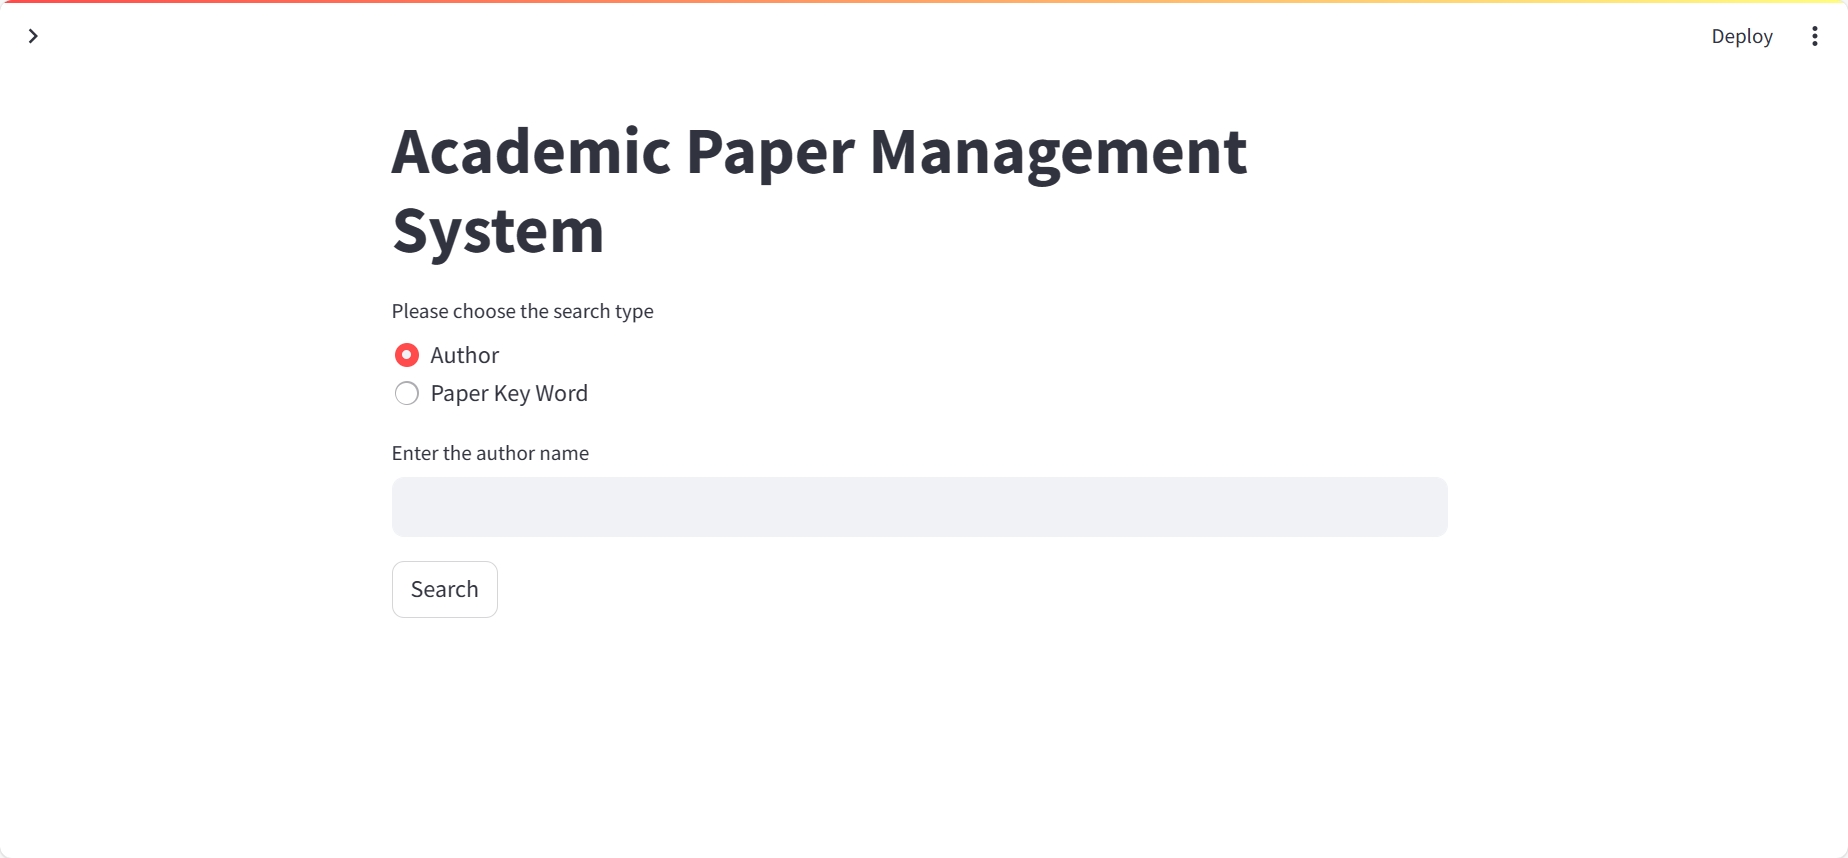 Deploy
Academic Paper Management
System
Please choose the search type
Author
Paper Key Word
Enter the author name
Search